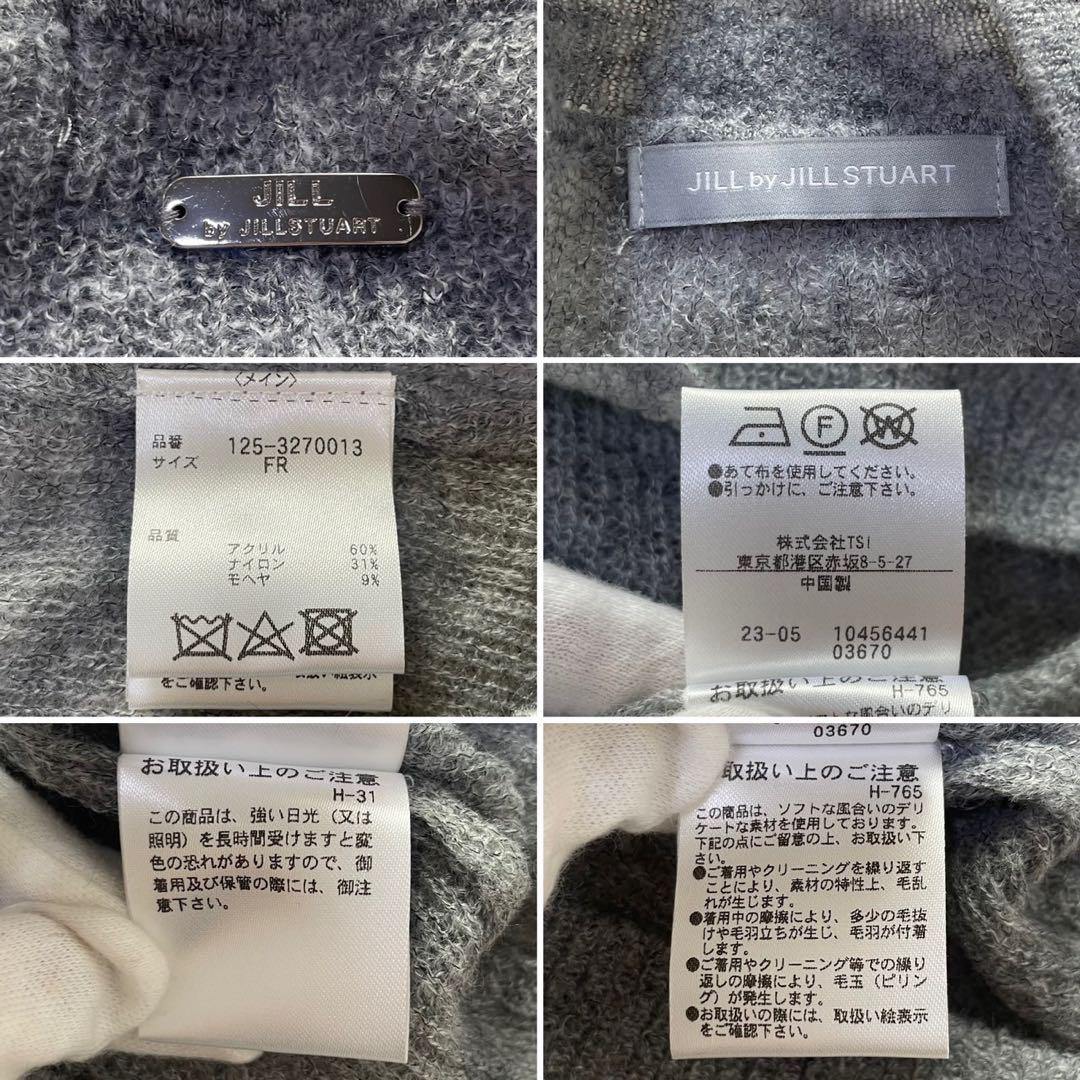 JILL
by JILLSTUART
JILL by JILL STUART
〈メイン〉
品番 125-3270013
サイズ FR
品質
アクリル 60%
ナイロン 31%
モヘヤ 9%
をご確認下さい。
W
F
●あて布を使用してください。
●引っかけに、ご注意下さい。
株式会社TSI
東京都港区赤坂8-5-27
中国製
23-05 10456441
03670
お取扱い上のご注意
H-765
お取扱い上のご注意
H-31
この商品は、強い日光（又は
照明）を長時間受けますと変
色の恐れがありますので、御
着用及び保管の際には、御注
意下さい。
03670
取扱い上のご注意
H-765
この商品は、ソフトな風合いのデリ
ケートな素材を使用しております。
下記の点にご留意の上、お取扱い下
さい。
●ご着用やクリーニングを繰り返す
ことにより、素材の特性上、毛乱
れが生じます。
●着用中の摩擦により、多少の毛抜
けや毛羽立ちが生じ、毛羽が付着
します。
●ご着用やクリーニング等での繰り
返しの摩擦により、毛玉（ピリン
グ）が発生します。
●お取扱いの際には、取扱い絵表示
をご確認下さい。